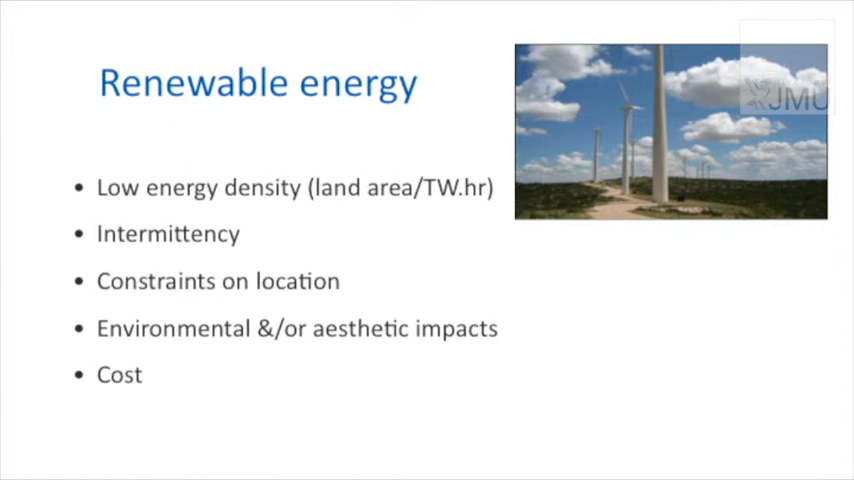 Renewable energy
JMU
• Low energy density (land area/TW.hr)
• Intermittency
• Constraints on location
• Environmental &/or aesthetic impacts
• Cost